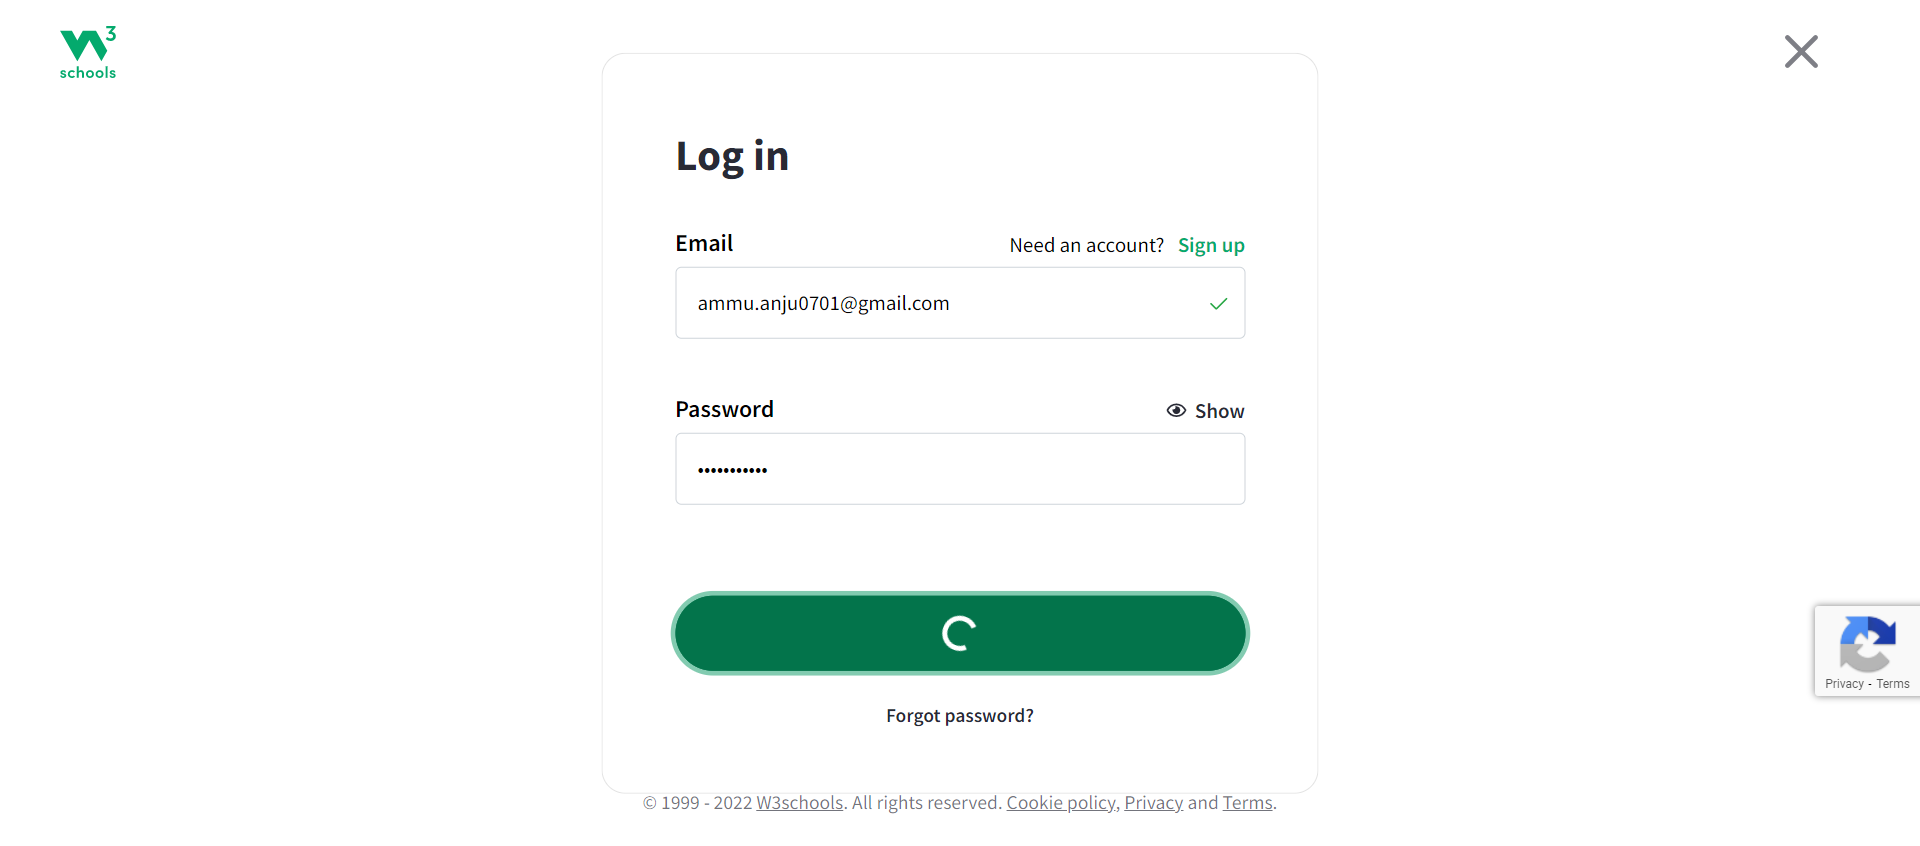 W3
schools
Log in
Email
Need an account? Sign up
ammu.anju0701@gmail.com
Password
Show
•••••••••••
Forgot password?
Privacy - Terms
© 1999 - 2022 W3schools. All rights reserved. Cookie policy, Privacy and Terms.